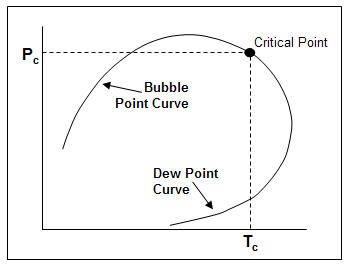 Critical Point
Pc
Bubble
Point Curve
Dew Point
Curve
Tc